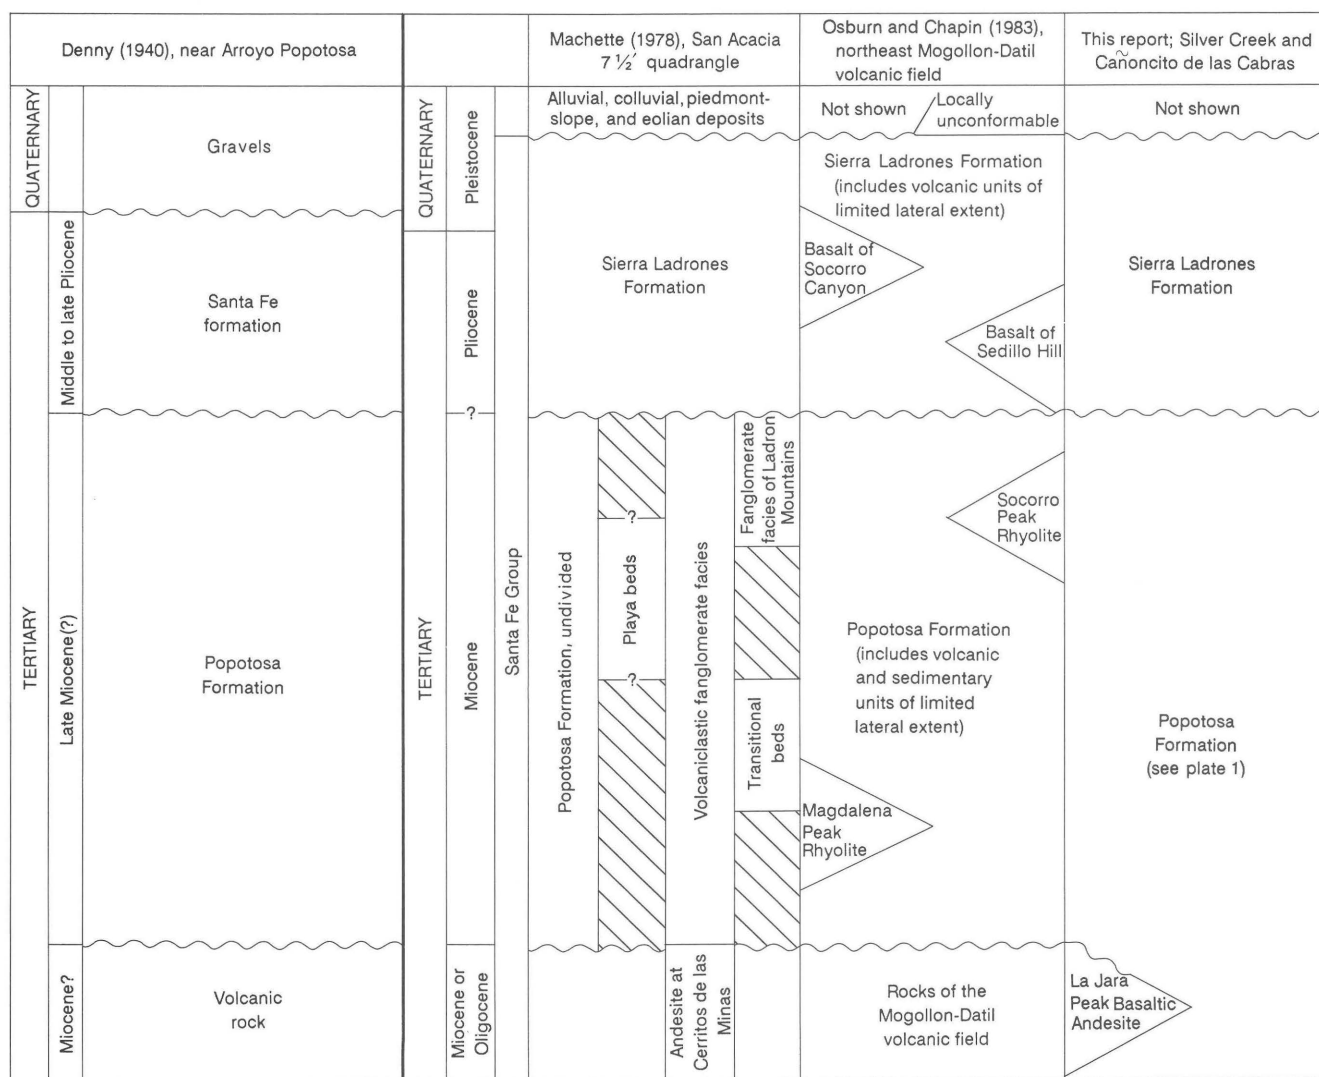 Denny (1940), near Arroyo Popotosa
Machette (1978), San Acacia
7 ½′ quadrangle
Osburn and Chapin (1983),
northeast Mogollon-Datil
volcanic field
This report; Silver Creek and
Cañoncito de las Cabras
QUATERNARY
Gravels
TERTIARY
Middle to late Pliocene
Santa Fe
formation
Late Miocene(?)
Popotosa
Formation
Miocene?
Volcanic
rock
QUATERNARY
Pleistocene
TERTIARY
Pliocene
?
Miocene
Miocene or
Oligocene
Santa Fe Group
Alluvial, colluvial, piedmont-
slope, and eolian deposits
Sierra Ladrones
Formation
Popotosa Formation, undivided
?
Playa beds
?
Volcaniclastic fanglomerate facies
Fanglomerate
facies of Ladron
Mountains
Transitional
beds
Andesite at
Cerritos de las
Minas
Not shown
Locally
unconformable
Sierra Ladrones Formation
(includes volcanic units of
limited lateral extent)
Basalt of
Socorro
Canyon
Basalt of
Sedillo Hill
Socorro
Peak
Rhyolite
Popotosa Formation
(includes volcanic
and sedimentary
units of limited
lateral extent)
Magdalena
Peak
Rhyolite
Rocks of the
Mogollon-Datil
volcanic field
Not shown
Sierra Ladrones
Formation
Popotosa
Formation
(see plate 1)
La Jara
Peak Basaltic
Andesite